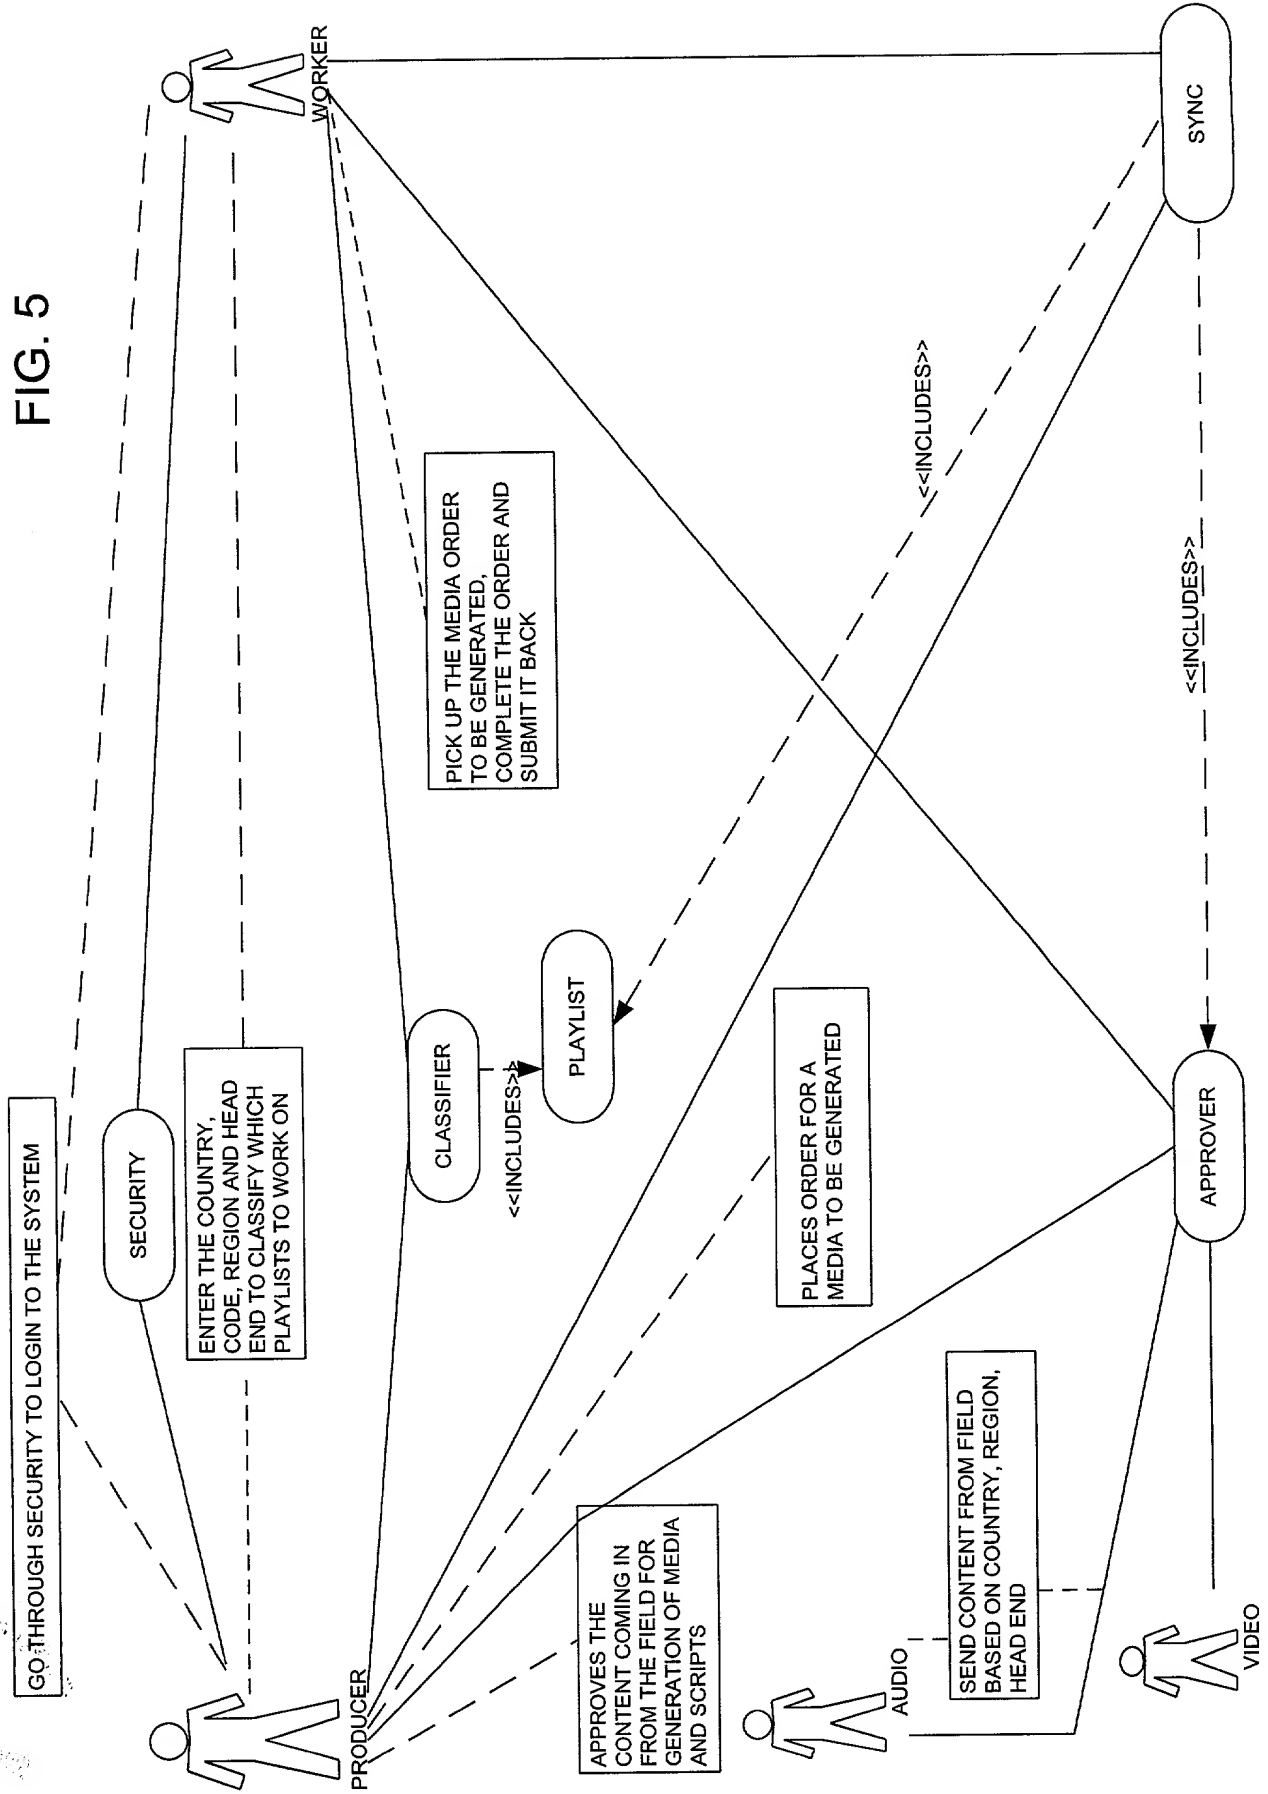 FIG. 5
GO THROUGH SECURITY TO LOGIN TO THE SYSTEM
SECURITY
ENTER THE COUNTRY,
CODE, REGION AND HEAD
END TO CLASSIFY WHICH
PLAYLISTS TO WORK ON
WORKER
PRODUCER
CLASSIFIER
<<INCLUDES>>
PLAYLIST
PICK UP THE MEDIA ORDER
TO BE GENERATED,
COMPLETE THE ORDER AND
SUBMIT IT BACK
APPROVES THE
CONTENT COMING IN
FROM THE FIELD FOR
GENERATION OF MEDIA
AND SCRIPTS
PLACES ORDER FOR A
MEDIA TO BE GENERATED
<<INCLUDES>>
AUDIO
SEND CONTENT FROM FIELD
BASED ON COUNTRY, REGION,
HEAD END
VIDEO
APPROVER
<<INCLUDES>>
SYNC